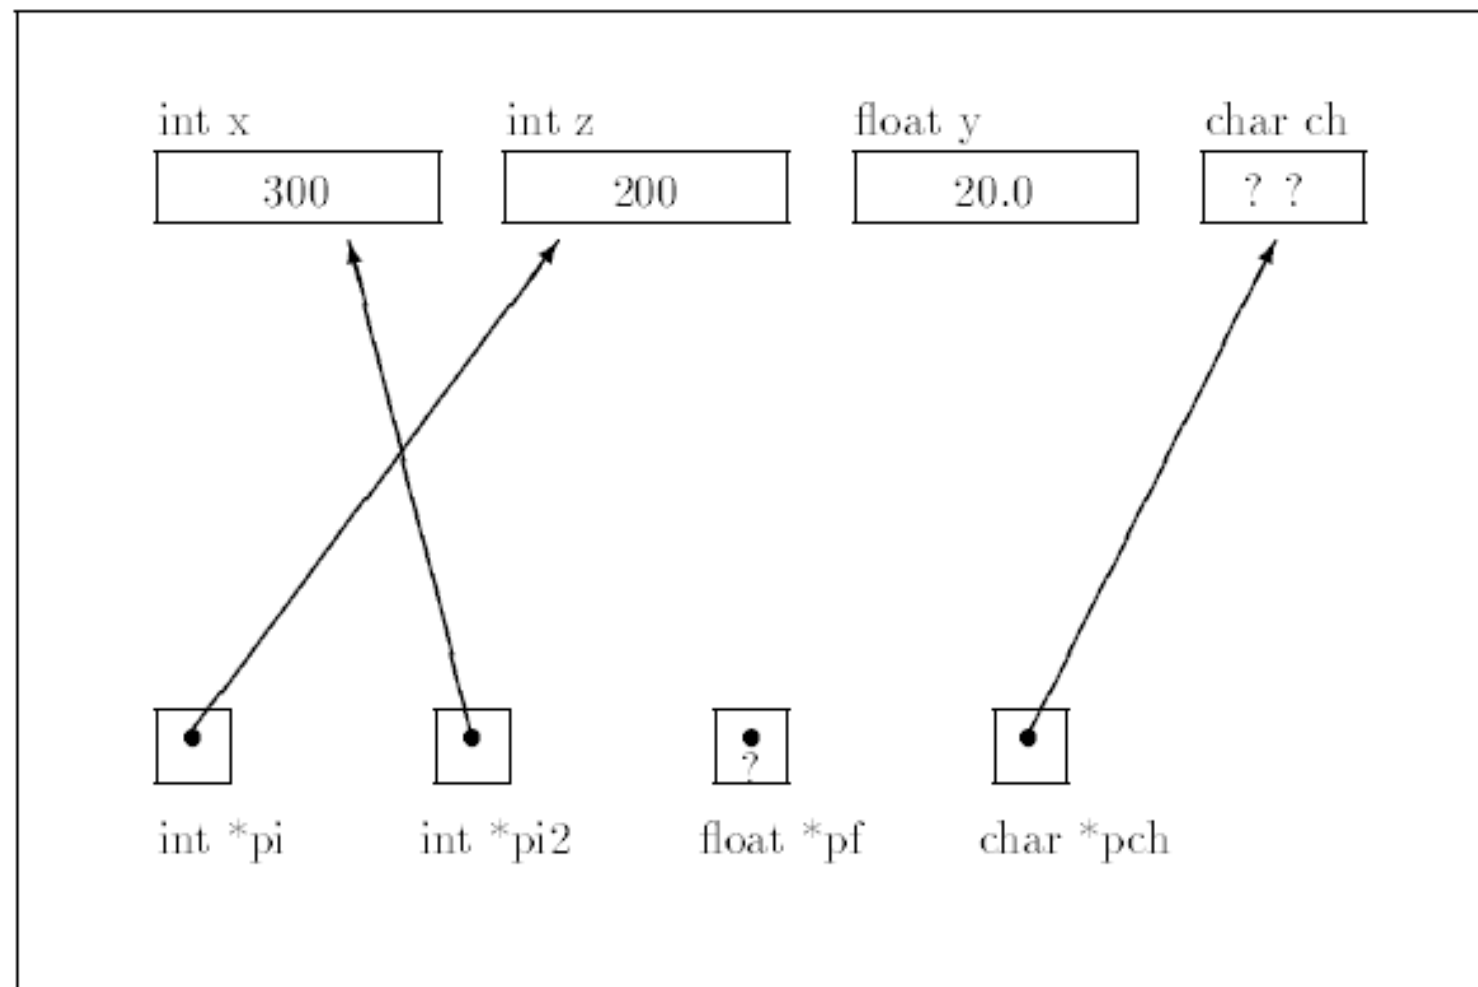 int x int z float y char ch
300 200 20.0 ? ?
?
int *pi int *pi2 float *pf char *pch